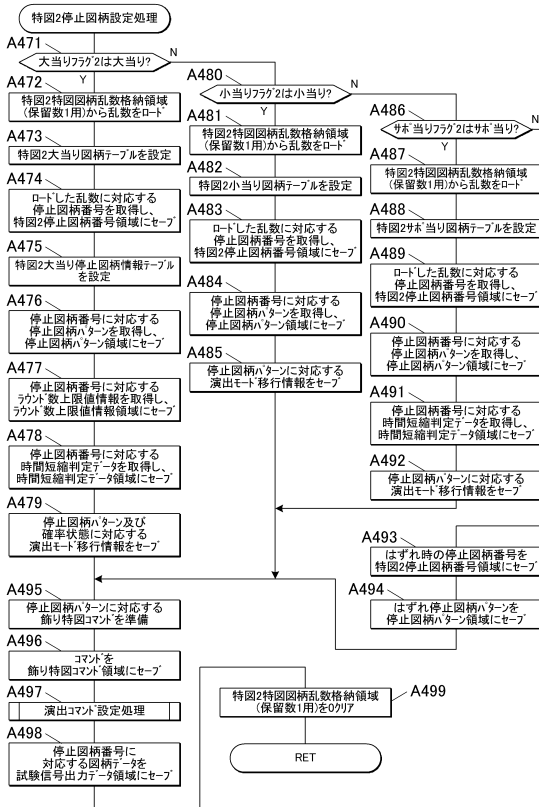 特図2停止図柄設定処理
A471
大当りフラグ2は大当り?
N
Y
A472
特図2特図図柄乱数格納領域
(保留数1用)から乱数をロード
A473
特図2大当り図柄テーブルを設定
A474
ロードした乱数に対応する
停止図柄番号を取得し、
特図2停止図柄番号領域にセーブ
A475
特図2大当り停止図柄情報テーブル
を設定
A476
停止図柄番号に対応する
停止図柄パターンを取得し、
停止図柄パターン領域にセーブ
A477
停止図柄番号に対応する
ラウンド数上限値情報を取得し、
ラウンド数上限値情報領域にセーブ
A478
停止図柄番号に対応する
時間短縮判定データを取得し、
時間短縮判定データ領域にセーブ
A479
停止図柄パターン及び
確率状態に対応する
演出モード移行情報をセーブ
A480
小当りフラグ2は小当り?
N
Y
A481
特図2特図図柄乱数格納領域
(保留数1用)から乱数をロード
A482
特図2小当り図柄テーブルを設定
A483
ロードした乱数に対応する
停止図柄番号を取得し、
特図2停止図柄番号領域にセーブ
A484
停止図柄番号に対応する
停止図柄パターンを取得し、
停止図柄パターン領域にセーブ
A485
停止図柄パターンに対応する
演出モード移行情報をセーブ
A486
サポ当りフラグ2はサポ当り?
N
Y
A487
特図2特図図柄乱数格納領域
(保留数1用)から乱数をロード
A488
特図2サポ当り図柄テーブルを設定
A489
ロードした乱数に対応する
停止図柄番号を取得し、
特図2停止図柄番号領域にセーブ
A490
停止図柄番号に対応する
停止図柄パターンを取得し、
停止図柄パターン領域にセーブ
A491
停止図柄番号に対応する
時間短縮判定データを取得し、
時間短縮判定データ領域にセーブ
A492
停止図柄パターンに対応する
演出モード移行情報をセーブ
A493
はずれ時の停止図柄番号を
特図2停止図柄番号領域にセーブ
A494
はずれ停止図柄パターンを
停止図柄パターン領域にセーブ
A495
停止図柄パターンに対応する
飾り特図コマンドを準備
A496
コマンドを
飾り特図コマンド領域にセーブ
A497
演出コマンド設定処理
A498
停止図柄番号に
対応する図柄データを
試験信号出力データ領域にセーブ
A499
特図2特図図柄乱数格納領域
(保留数1用)を0クリア
RET